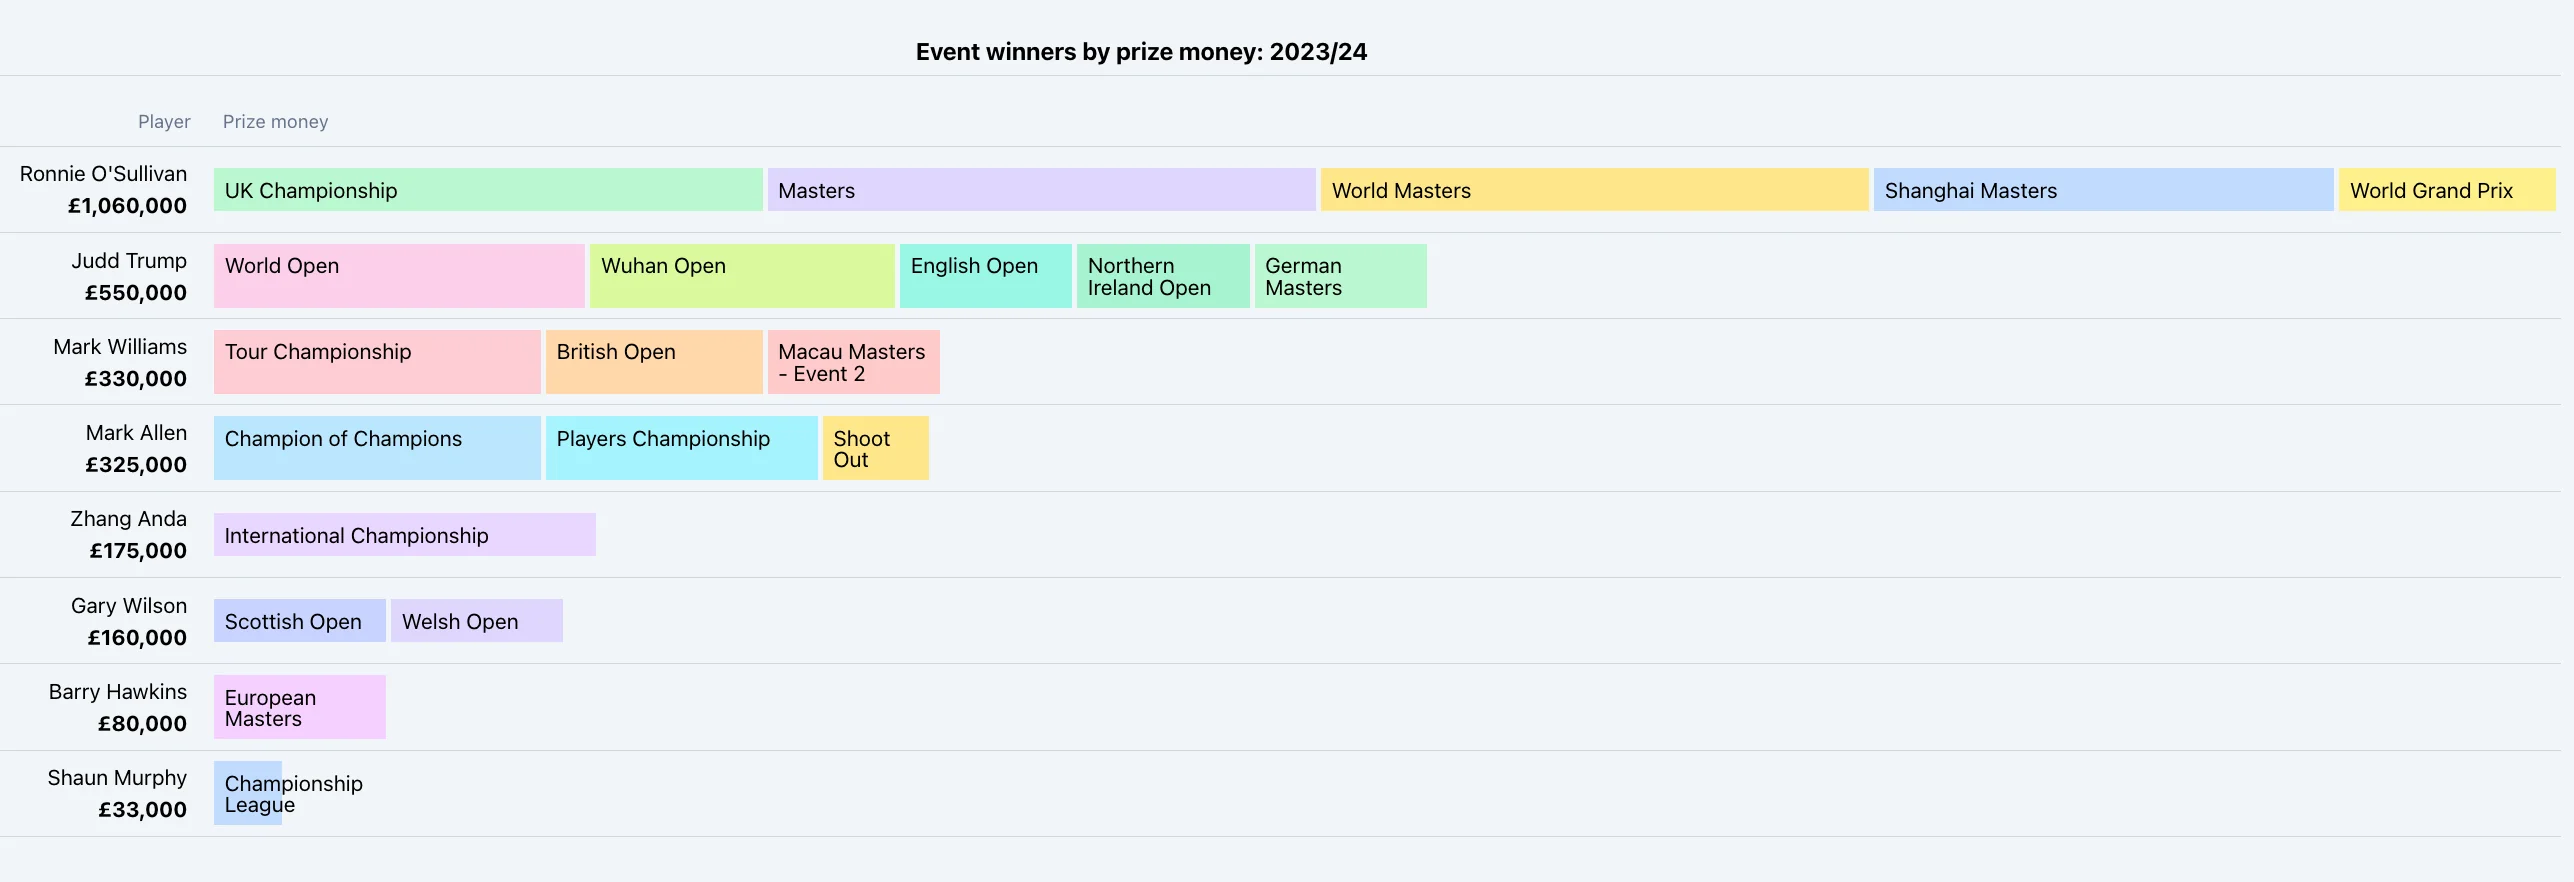 Event winners by prize money: 2023/24
Player Prize money
Ronnie O'Sullivan
£1,060,000
UK Championship Masters World Masters Shanghai Masters World Grand Prix
Judd Trump
£550,000
World Open Wuhan Open English Open Northern
Ireland Open German
Masters
Mark Williams
£330,000
Tour Championship British Open Macau Masters
- Event 2
Mark Allen
£325,000
Champion of Champions Players Championship Shoot
Out
Zhang Anda
£175,000
International Championship
Gary Wilson
£160,000
Scottish Open Welsh Open
Barry Hawkins
£80,000
European
Masters
Shaun Murphy
£33,000
Championship
League